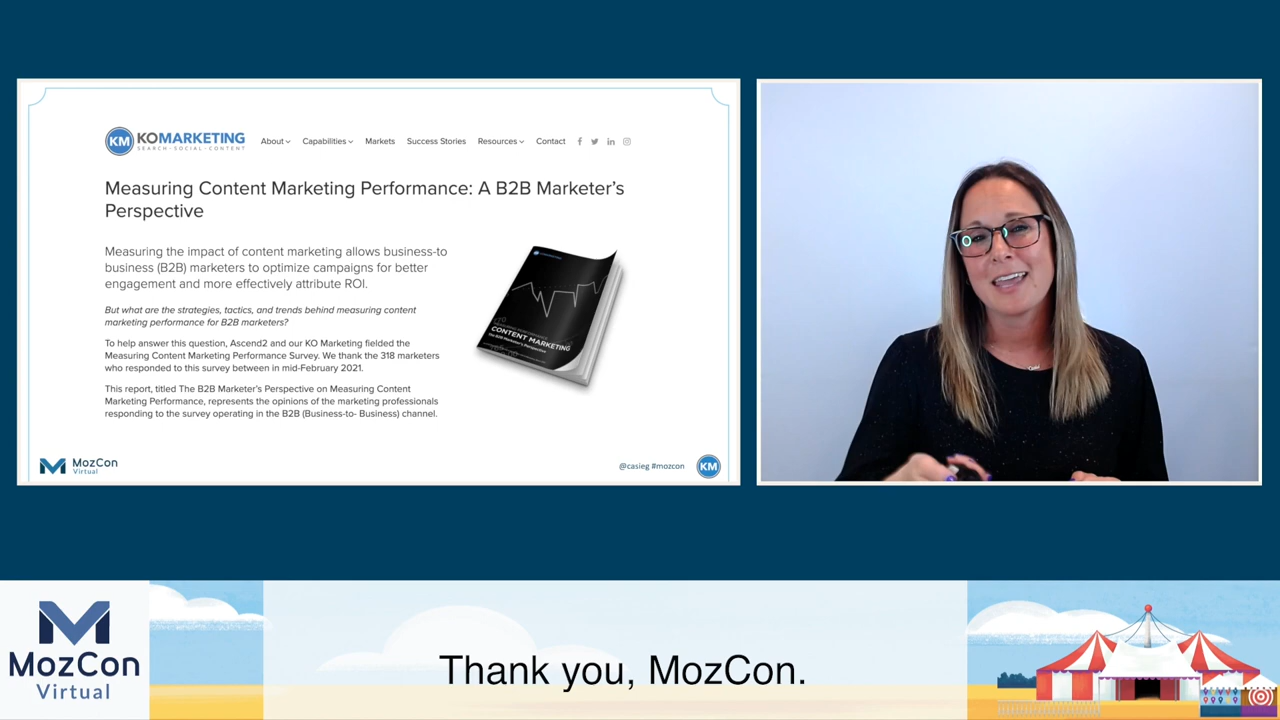 KM KOMARKETING
SEARCH - SOCIAL - CONTENT
About Capabilities Markets Success Stories Resources Contact
Measuring Content Marketing Performance: A B2B Marketer's
Perspective
Measuring the impact of content marketing allows business-to
business (B2B) marketers to optimize campaigns for better
engagement and more effectively attribute ROI.
But what are the strategies, tactics, and trends behind measuring content
marketing performance for B2B marketers?
To help answer this question, Ascend2 and our KO Marketing fielded the
Measuring Content Marketing Performance Survey. We thank the 318 marketers
who responded to this survey between in mid-February 2021.
This report, titled The B2B Marketer's Perspective on Measuring Content
Marketing Performance, represents the opinions of the marketing professionals
responding to the survey operating in the B2B (Business-to- Business) channel.
CONTENT MARKETING
The B2B Marketer's Perspective
MozCon
Virtual
@casieg #mozcon
KM
MozCon
Virtual
Thank you, MozCon.